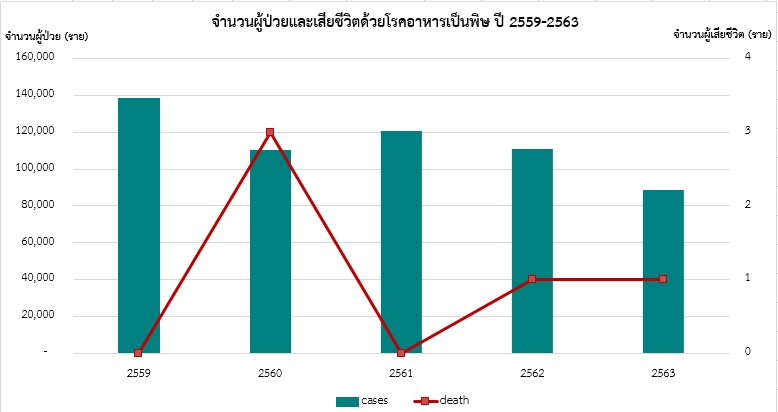 จำนวนผู้ป่วยและเสียชีวิตด้วยโรคอาหารเป็นพิษ ปี 2559-2563
จำนวนผู้ป่วย (ราย)
จำนวนผู้เสียชีวิต (ราย)
160,000
140,000
120,000
100,000
80,000
60,000
40,000
20,000
-
4
3
2
1
0
2559 2560 2561 2562 2563
cases death